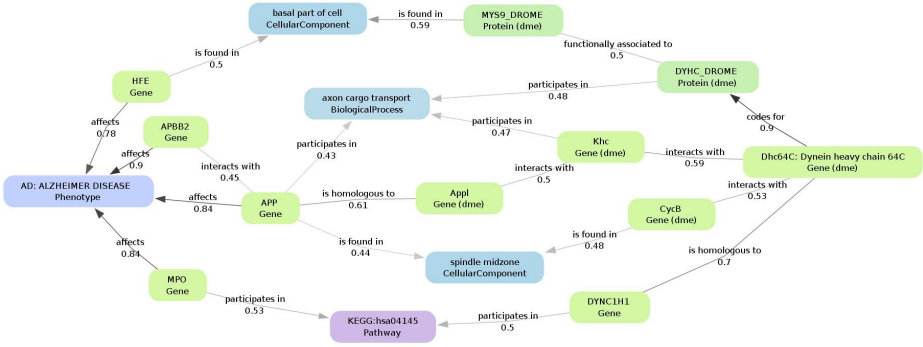 basal part of cell
CellularComponent
is found in
0.59
MYS9_DROME
Protein (dme)
functionally associated to
0.5
is found in
0.5
DYHC_DROME
Protein (dme)
HFE
Gene
participates in
0.48
axon cargo transport
BiologicalProcess
codes for
0.9
affects
0.78
APBB2
Gene
participates in
0.47
participates in
0.43
Khc
Gene (dme)
interacts with
0.59
Dhc64C: Dynein heavy chain 64C
Gene (dme)
affects
0.9
interacts with
0.45
interacts with
0.5
interacts with
0.53
AD: ALZHEIMER DISEASE
Phenotype
affects
0.84
APP
Gene
is homologous to
0.61
Appl
Gene (dme)
CycB
Gene (dme)
is found in
0.48
is found in
0.44
affects
0.84
is homologous to
0.7
spindle midzone
CellularComponent
MPO
Gene
participates in
0.53
DYNC1H1
Gene
KEGG:hsa04145
Pathway
participates in
0.5